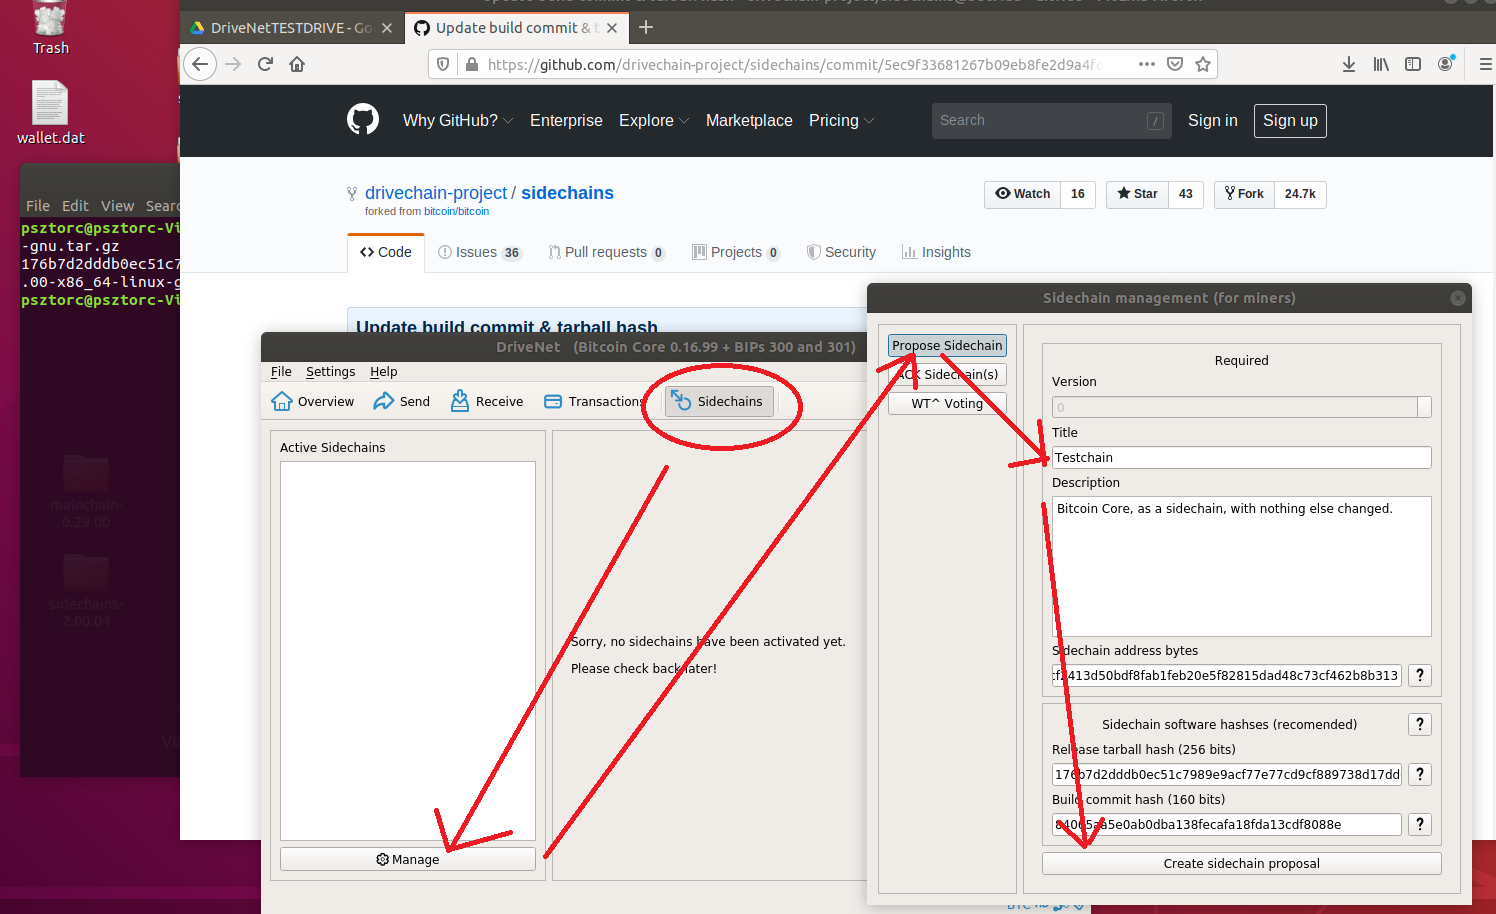 Trash
wallet.dat
DriveNetTESTDRIVE - Go
Update build commit & t
https://github.com/drivechain-project/sidechains/commit/5ec9f33681267b09eb8fe2d9a4f
Why GitHub?
Enterprise
Explore
Marketplace
Pricing
Search
/
Sign in
Sign up
File Edit View Searc
psztorc@psztorc-Vi
-gnu.tar.gz
176b7d2dddb0ec51c7
.00-x86_64-linux-g
psztorc@psztorc-Vi
mainchain-
0.29.00
sidechains-
2.00.04
drivechain-project / sidechains
forked from bitcoin/bitcoin
Watch 16
Star 43
Fork 24.7k
Code
Issues 36
Pull requests 0
Projects 0
Security
Insights
Update build commit & tarball hash
DriveNet (Bitcoin Core 0.16.99 + BIPs 300 and 301)
File Settings Help
Overview
Send
Receive
Transactions
Sidechains
Active Sidechains
Sorry, no sidechains have been activated yet.
Please check back later!
Manage
Sidechain management (for miners)
Propose Sidechain
ACK Sidechain(s)
WT^ Voting
Required
Version
0
Title
Testchain
Description
Bitcoin Core, as a sidechain, with nothing else changed.
Sidechain address bytes
cf2413d50bdf8fab1feb20e5f82815dad48c73cf462b8b313
?
Sidechain software hashses (recomended)
?
Release tarball hash (256 bits)
176b7d2dddb0ec51c7989e9acf77e77cd9cf889738d17dd
?
Build commit hash (160 bits)
84065aa5e0ab0dba138fecafa18fda13cdf8088e
?
Create sidechain proposal